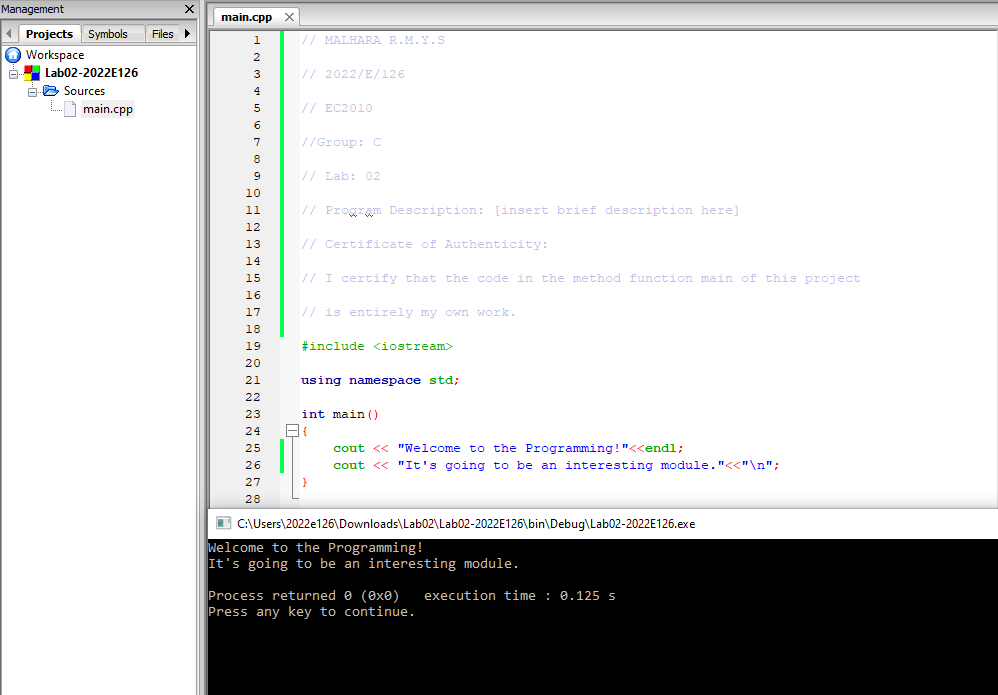 Management
Projects Symbols Files
Workspace
Lab02-2022E126
Sources
main.cpp
main.cpp
1 // MALHARA R.M.Y.S
2
3 // 2022/E/126
4
5 // EC2010
6
7 //Group: C
8
9 // Lab: 02
10
11 // Program Description: [insert brief description here]
12
13 // Certificate of Authenticity:
14
15 // I certify that the code in the method function main of this project
16
17 // is entirely my own work.
18
19 #include <iostream>
20
21 using namespace std;
22
23 int main()
24 {
25 cout << "Welcome to the Programming!"<<endl;
26 cout << "It's going to be an interesting module."<<"\n";
27 }
28
C:\Users\2022e126\Downloads\Lab02\Lab02-2022E126\bin\Debug\Lab02-2022E126.exe
Welcome to the Programming!
It's going to be an interesting module.
Process returned 0 (0x0) execution time : 0.125 s
Press any key to continue.